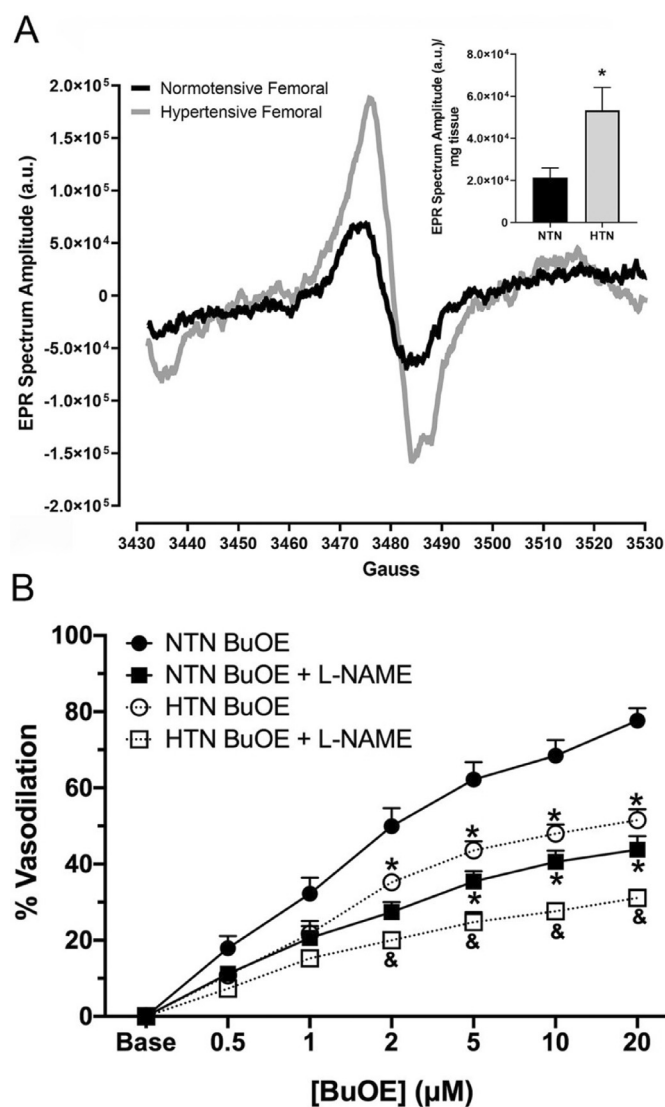 A
Normotensive Femoral
Hypertensive Femoral
EPR Spectrum Amplitude (a.u.)
2.0×10⁵
1.5×10⁵
1.0×10⁵
5.0×10⁴
0
-5.0×10⁴
-1.0×10⁵
-1.5×10⁵
-2.0×10⁵
3430 3440 3450 3460 3470 3480 3490 3500 3510 3520 3530
Gauss
EPR Spectrum Amplitude (a.u.)/
mg tissue
8.0×10⁴
6.0×10⁴
4.0×10⁴
2.0×10⁴
0
*
NTN HTN
B
NTN BuOE
NTN BuOE + L-NAME
HTN BuOE
HTN BuOE + L-NAME
% Vasodilation
100
80
60
40
20
0
* * * *
* * *
& & & &
Base 0.5 1 2 5 10 20
[BuOE] (µM)